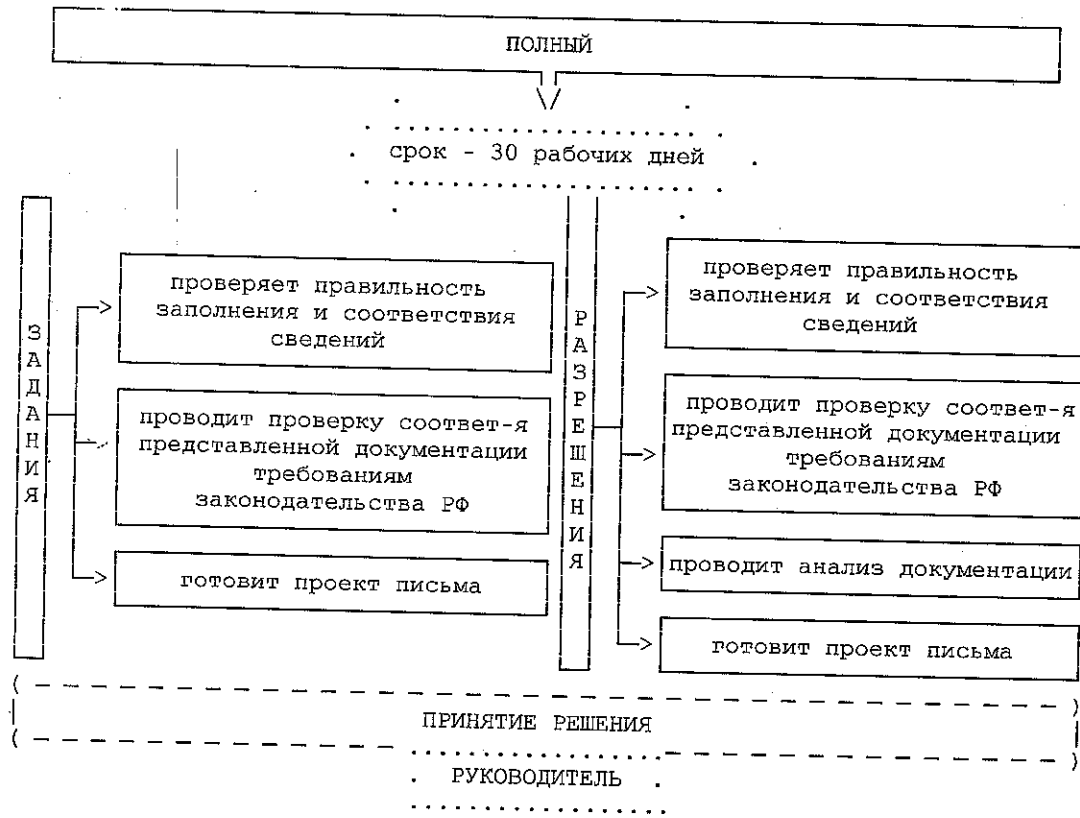 ПОЛНЫЙ
срок - 30 рабочих дней
ЗАДАНИЯ
проверяет правильность
заполнения и соответствия
сведений
проводит проверку соответ-я
представленной документации
требованиям
законодательства РФ
готовит проект письма
РАЗРЕШЕНИЯ
проверяет правильность
заполнения и соответствия
сведений
проводит проверку соответ-я
представленной документации
требованиям
законодательства РФ
проводит анализ документации
готовит проект письма
ПРИНЯТИЕ РЕШЕНИЯ
РУКОВОДИТЕЛЬ